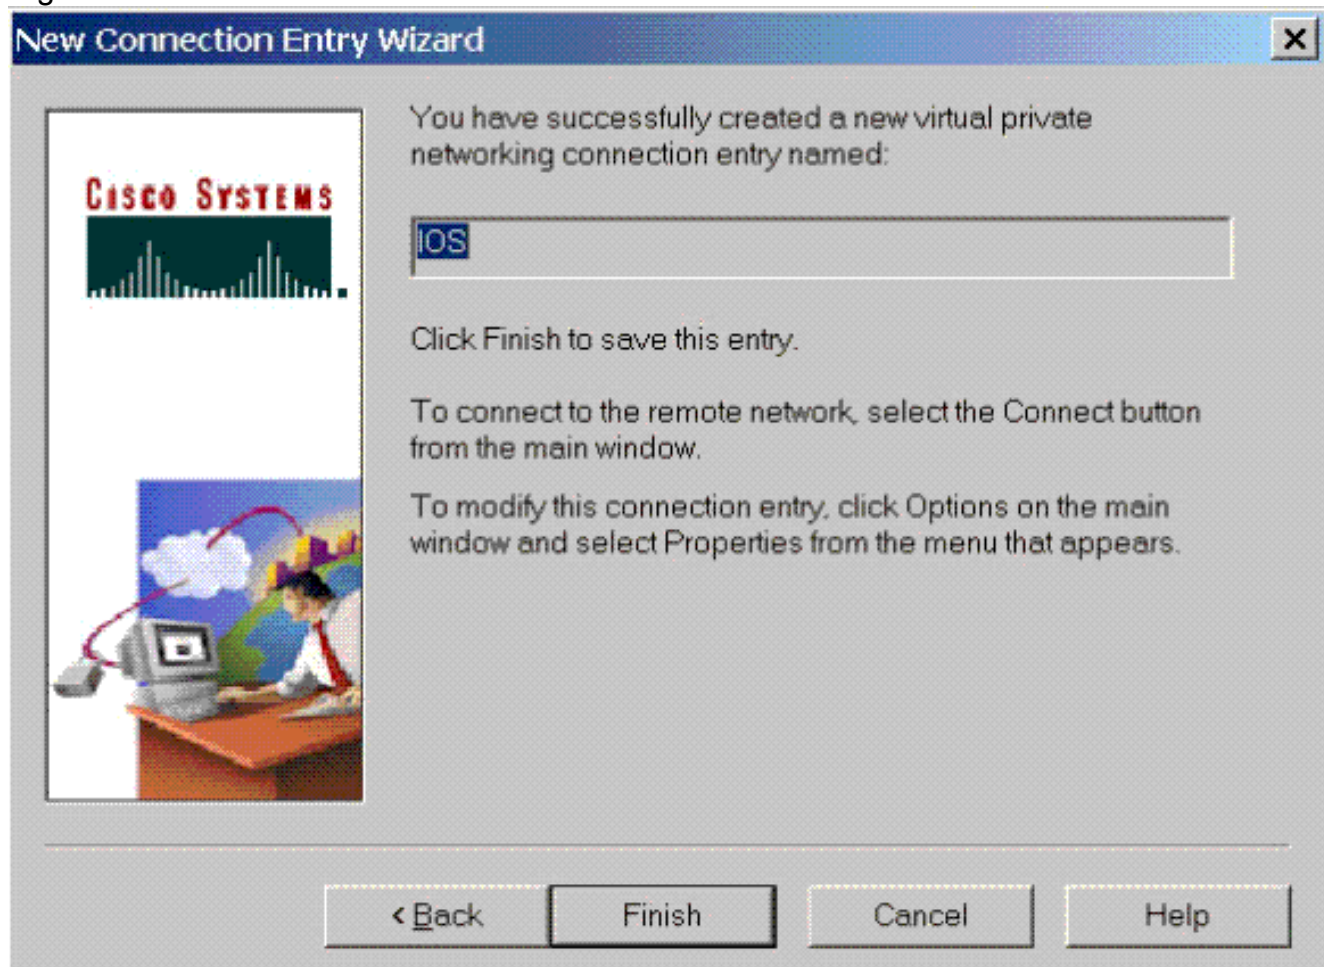 New Connection Entry Wizard
CISCO SYSTEMS
You have successfully created a new virtual private
networking connection entry named:
IOS
Click Finish to save this entry.
To connect to the remote network, select the Connect button
from the main window.
To modify this connection entry, click Options on the main
window and select Properties from the menu that appears.
< Back
Finish
Cancel
Help